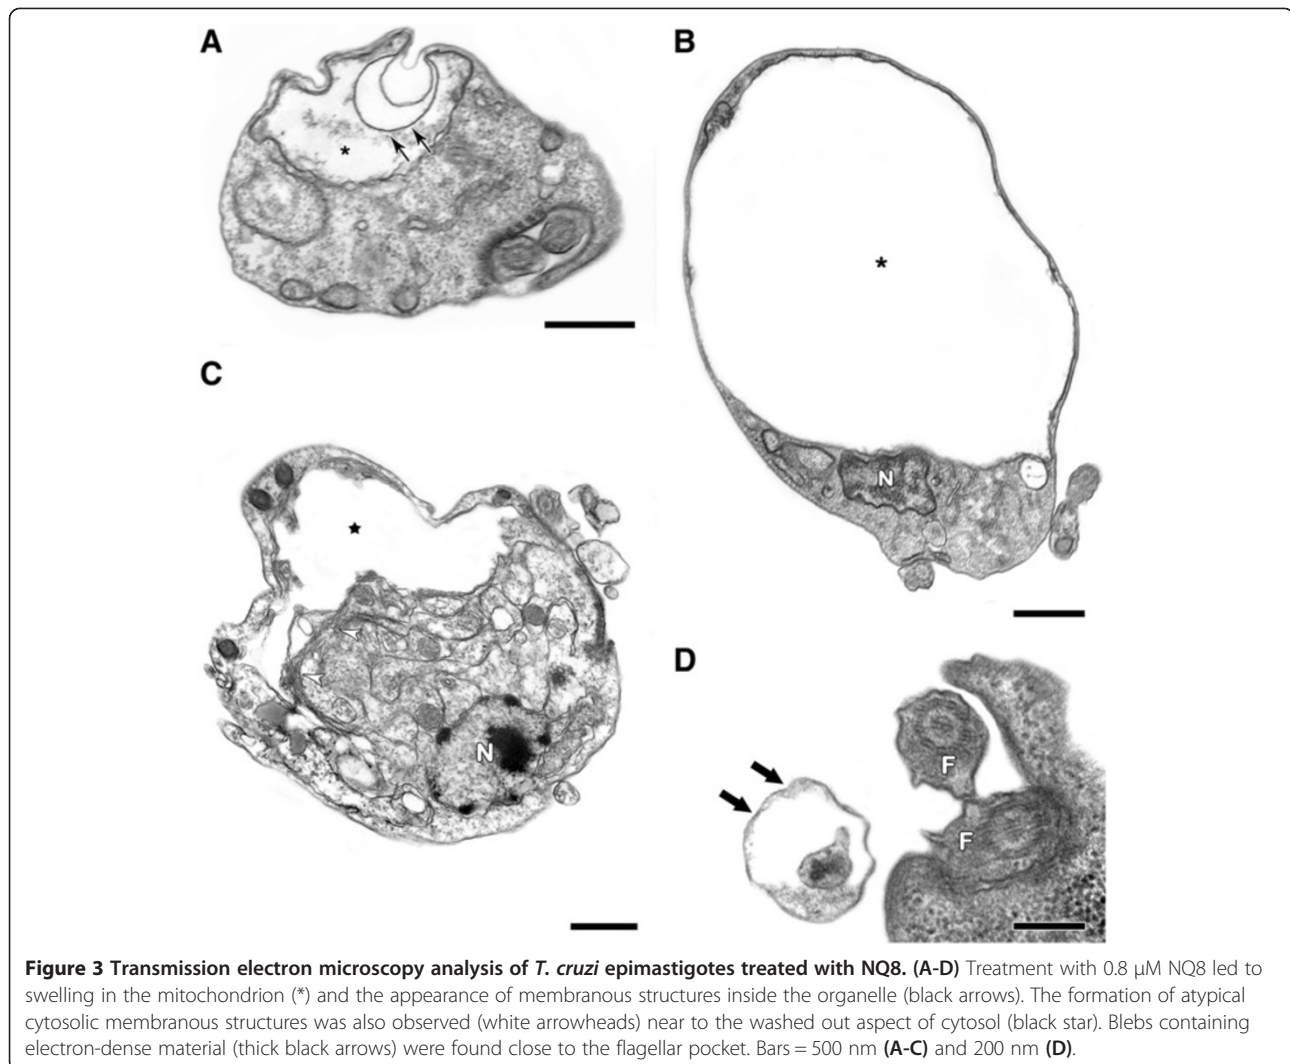 A
B
*
*
C
N
★
N
D
F
F
Figure 3 Transmission electron microscopy analysis of T. cruzi epimastigotes treated with NQ8. (A-D) Treatment with 0.8 μM NQ8 led to
swelling in the mitochondrion (*) and the appearance of membranous structures inside the organelle (black arrows). The formation of atypical
cytosolic membranous structures was also observed (white arrowheads) near to the washed out aspect of cytosol (black star). Blebs containing
electron-dense material (thick black arrows) were found close to the flagellar pocket. Bars = 500 nm (A-C) and 200 nm (D).